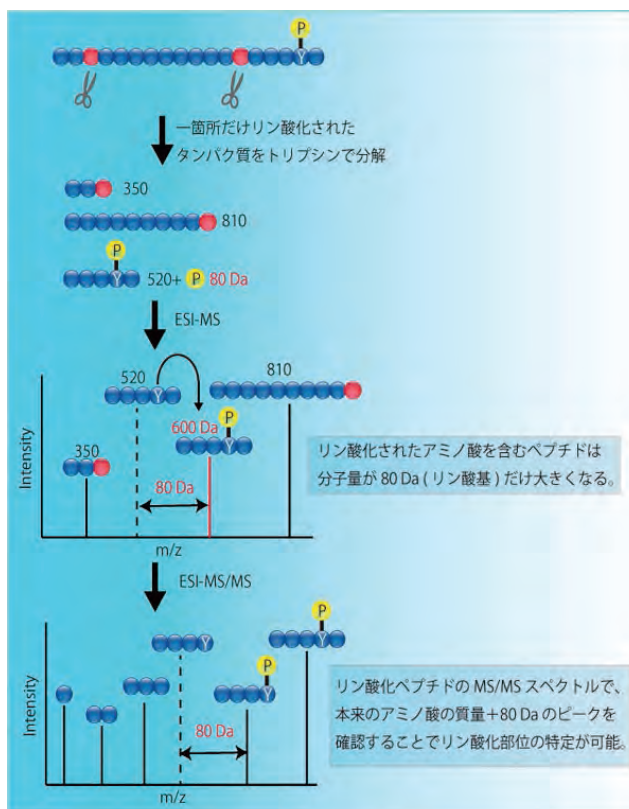 P
Y
一箇所だけリン酸化された
タンパク質をトリプシンで分解
350
810
P
Y 520+ P 80 Da
ESI-MS
810
520
Y
P
600 Da
Y
350
80 Da
Intensity
m/z
リン酸化されたアミノ酸を含むペプチドは
分子量が 80 Da ( リン酸基 ) だけ大きくなる。
ESI-MS/MS
P
Y
Y
P
Y
80 Da
Intensity
m/z
リン酸化ペプチドの MS/MS スペクトルで、
本来のアミノ酸の質量+80 Da のピークを
確認することでリン酸化部位の特定が可能。